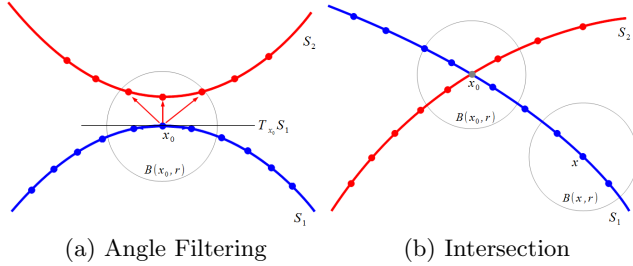 S₂
T_{x₀}S₁
x₀
B(x₀,r)
S₁
(a) Angle Filtering
S₂
x₀
B(x₀,r)
x
B(x,r)
S₁
(b) Intersection